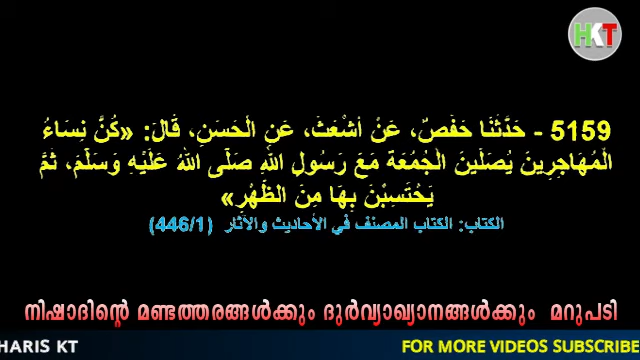 HKT
5159 - حَدَّثَنَا حَفْصٌ، عَنْ أَشْعَثَ، عَنِ الْحَسَنِ، قَالَ: «كُنَّ نِسَاءُ
الْمُهَاجِرِينَ يُصَلِّينَ الْجُمُعَةَ مَعَ رَسُولِ اللهِ صَلَّى اللهُ عَلَيْهِ وَسَلَّمَ، ثُمَّ
يَحْتَسِبْنَ بِهَا مِنَ الظُّهْرِ»
الكتاب: الكتاب المصنف في الأحاديث والآثار (446/1)
നിഷാദിന്റെ മണ്ടത്തരങ്ങൾക്കും ദുർവ്യാഖ്യാനങ്ങൾക്കും മറുപടി
HARIS KT FOR MORE VIDEOS SUBSCRIBE